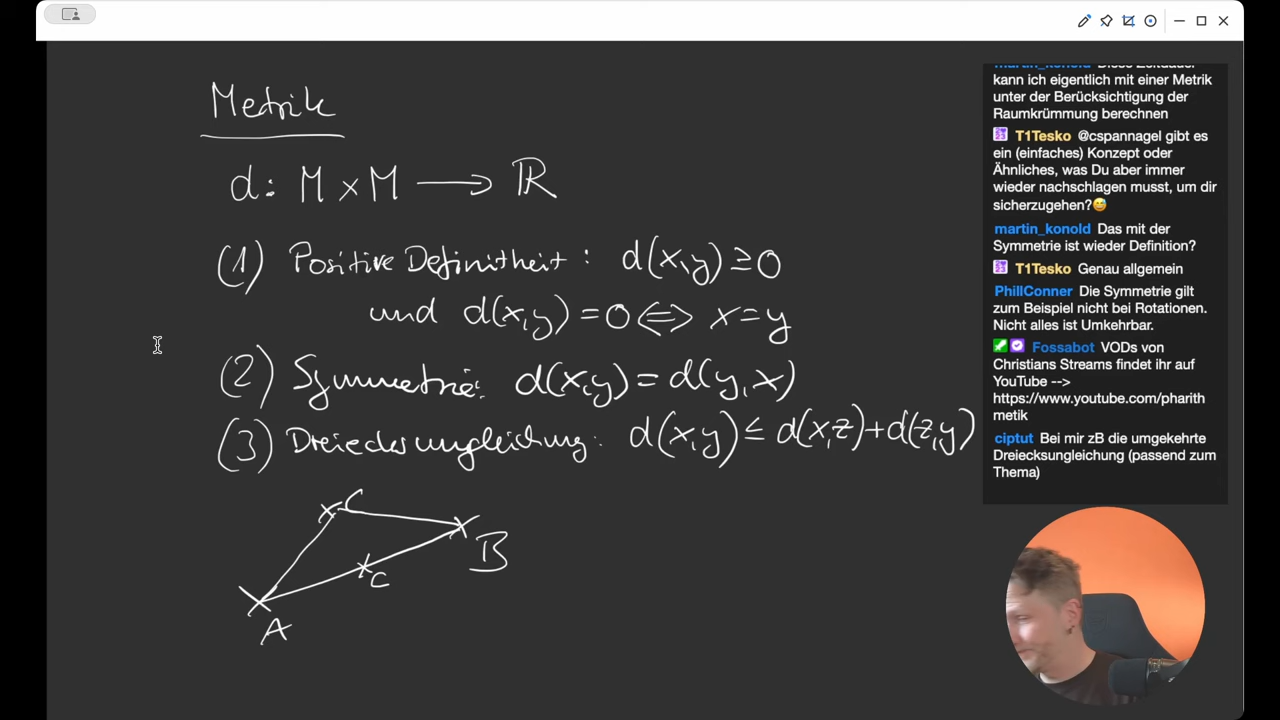 Metrik
d: M × M ⟶ ℝ
(1) Positive Definitheit: d(x,y) ≥ 0
und d(x,y) = 0 ⟺ x = y
(2) Symmetrie: d(x,y) = d(y,x)
(3) Dreiecksungleichung: d(x,y) ≤ d(x,z) + d(z,y)
C
B
C
A
martin_konold Diese Zeitdauer
kann ich eigentlich mit einer Metrik
unter der Berücksichtigung der
Raumkrümmung berechnen
T1Tesko @cspannagel gibt es
ein (einfaches) Konzept oder
Ähnliches, was Du aber immer
wieder nachschlagen musst, um dir
sicherzugehen?😅
martin_konold Das mit der
Symmetrie ist wieder Definition?
T1Tesko Genau allgemein
PhillConner Die Symmetrie gilt
zum Beispiel nicht bei Rotationen.
Nicht alles ist Umkehrbar.
Fossabot VODs von
Christians Streams findet ihr auf
YouTube -->
https://www.youtube.com/pharith
metik
ciptut Bei mir zB die umgekehrte
Dreiecksungleichung (passend zum
Thema)